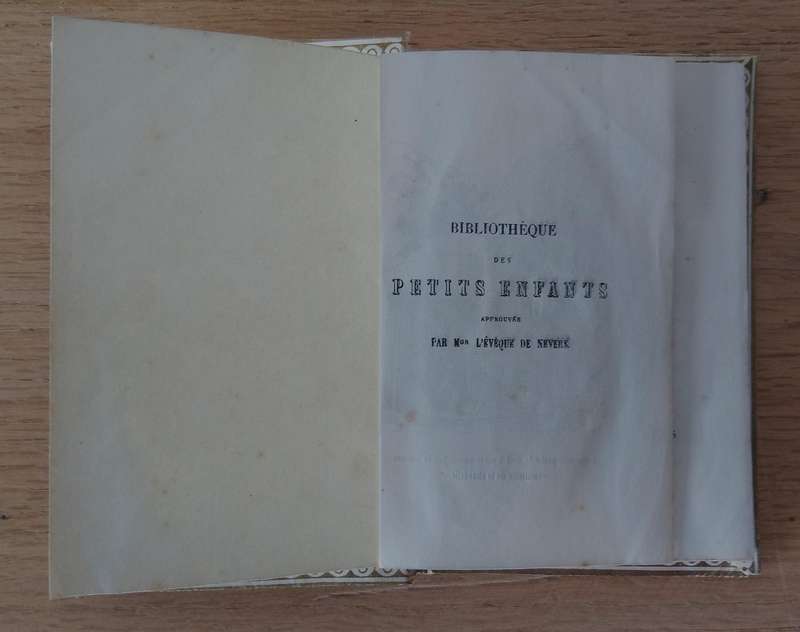 BIBLIOTHÈQUE
DES
PETITS ENFANTS
APPROUVÉE
PAR Mgr L'ÉVÊQUE DE NEVERS.